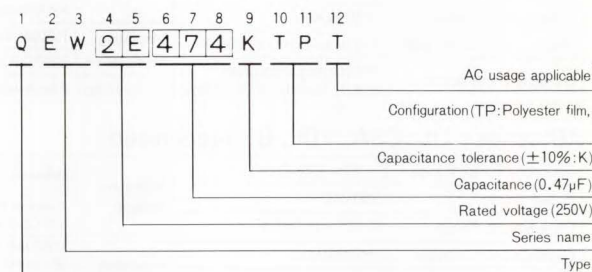 1 2 3 4 5 6 7 8 9 10 11 12
Q E W 2 E 4 7 4 K T P T
AC usage applicable
Configuration (TP: Polyester film,
Capacitance tolerance (±10%: K)
Capacitance (0.47μF)
Rated voltage (250V)
Series name
Type